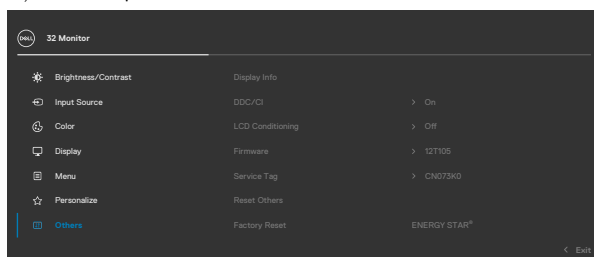 DELL 32 Monitor
Brightness/Contrast Display Info
Input Source DDC/CI > On
Color LCD Conditioning > Off
Display Firmware > 12T105
Menu Service Tag > CN073K0
Personalize Reset Others
Others Factory Reset ENERGY STAR®
< Exit